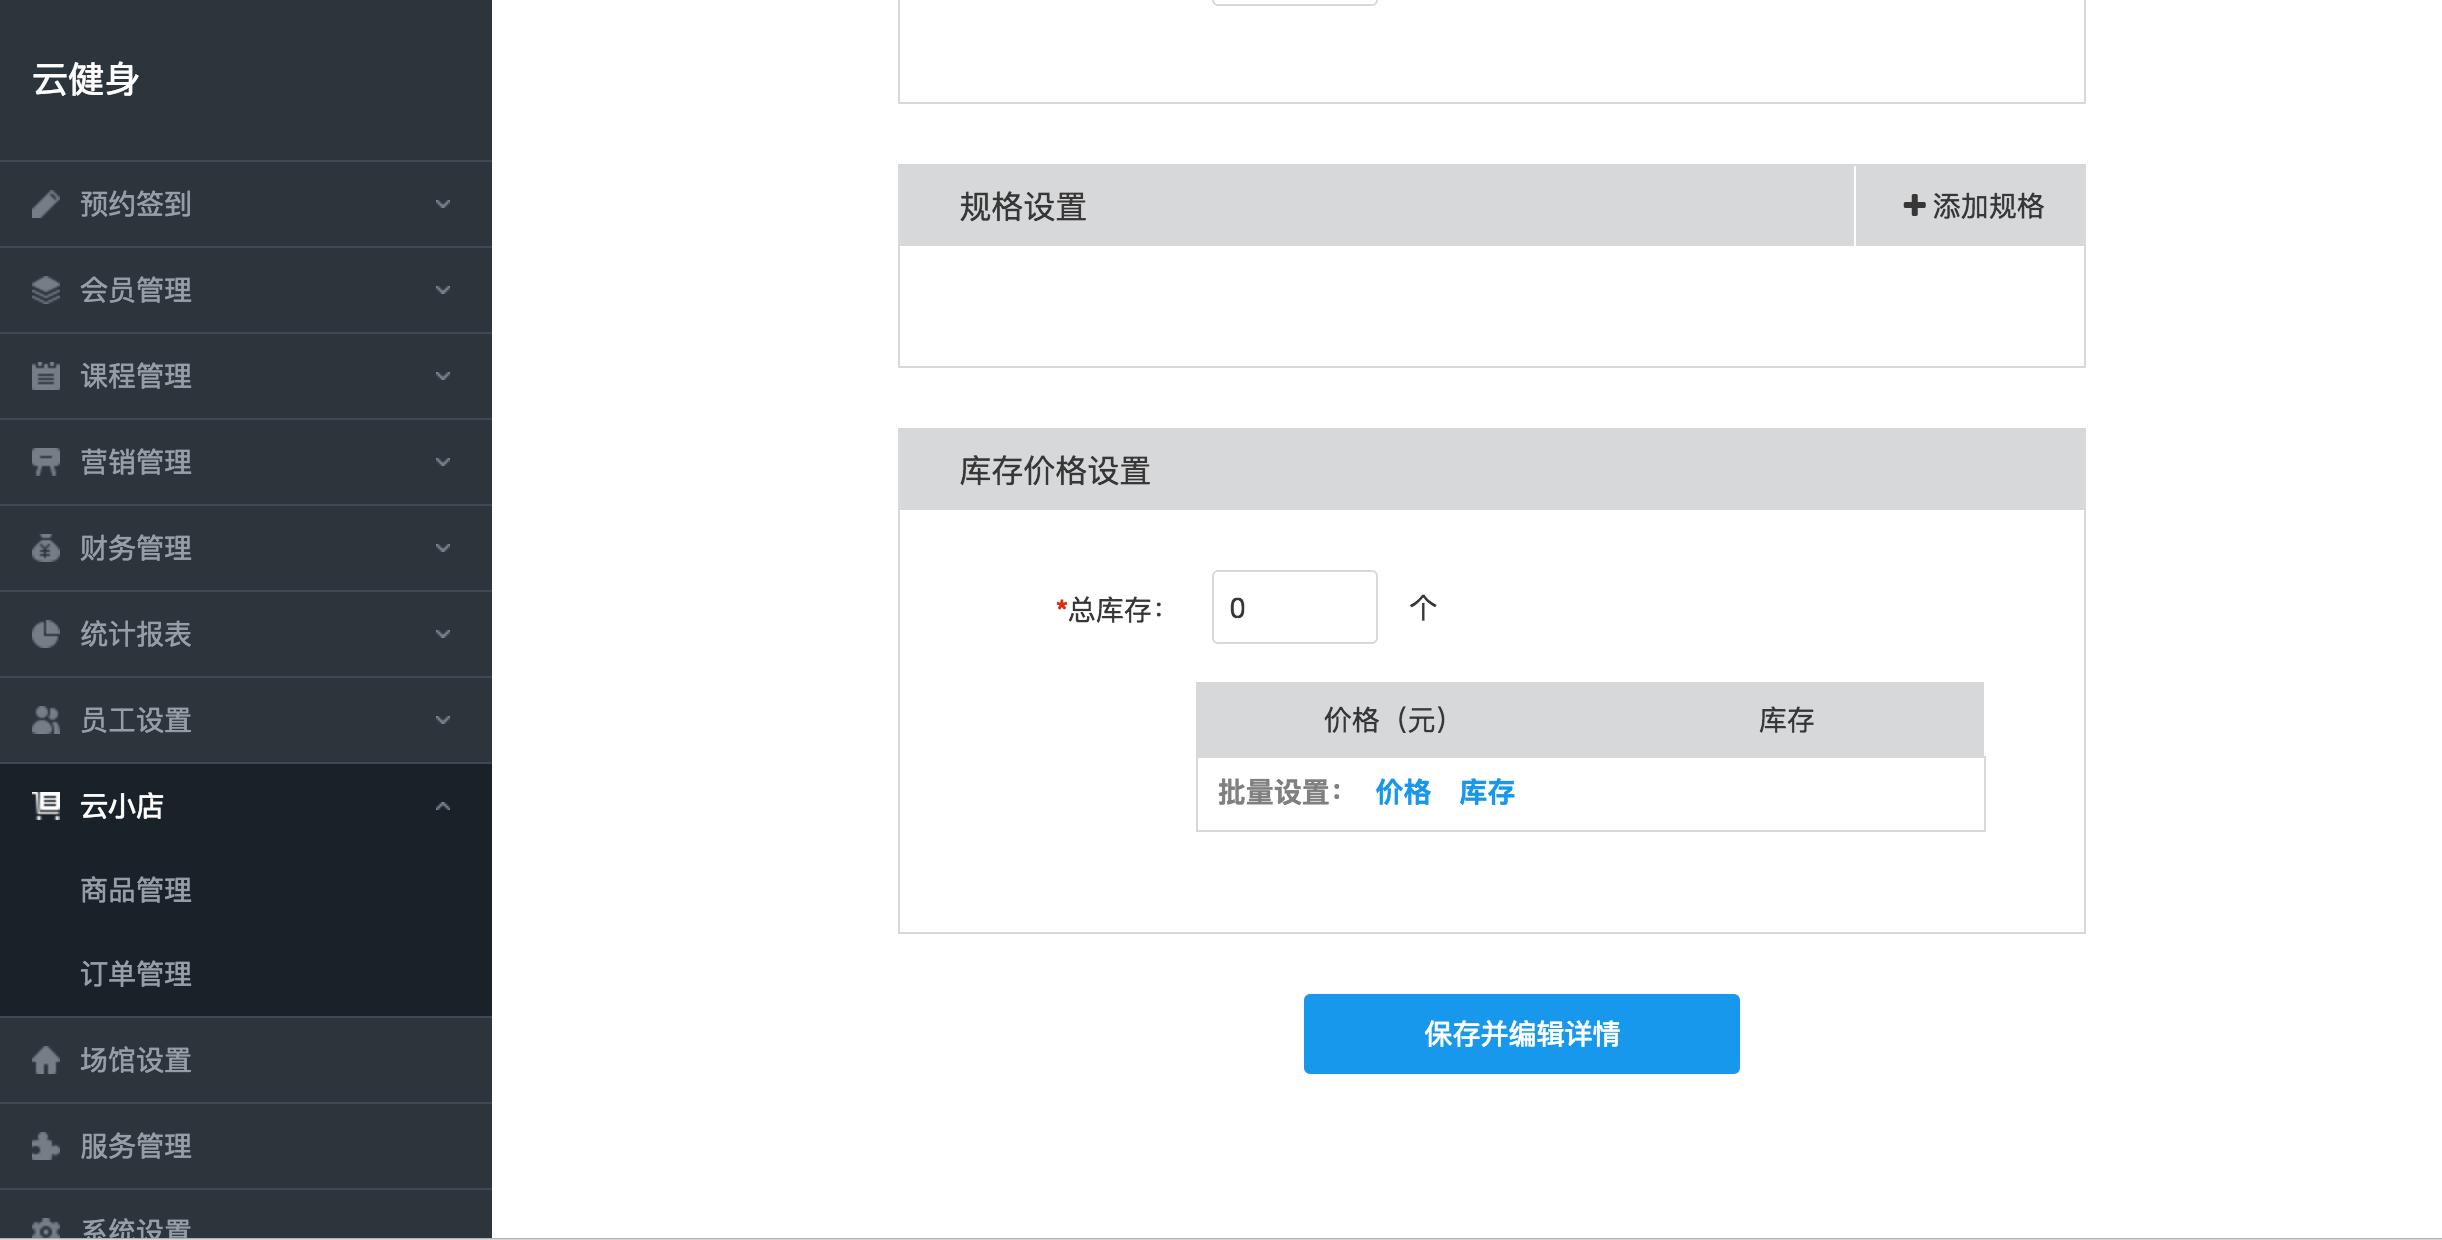 云健身
预约签到
会员管理
课程管理
营销管理
财务管理
统计报表
员工设置
云小店
商品管理
订单管理
场馆设置
服务管理
系统设置
规格设置
添加规格
库存价格设置
*总库存： 0 个
价格（元） 库存
批量设置： 价格 库存
保存并编辑详情